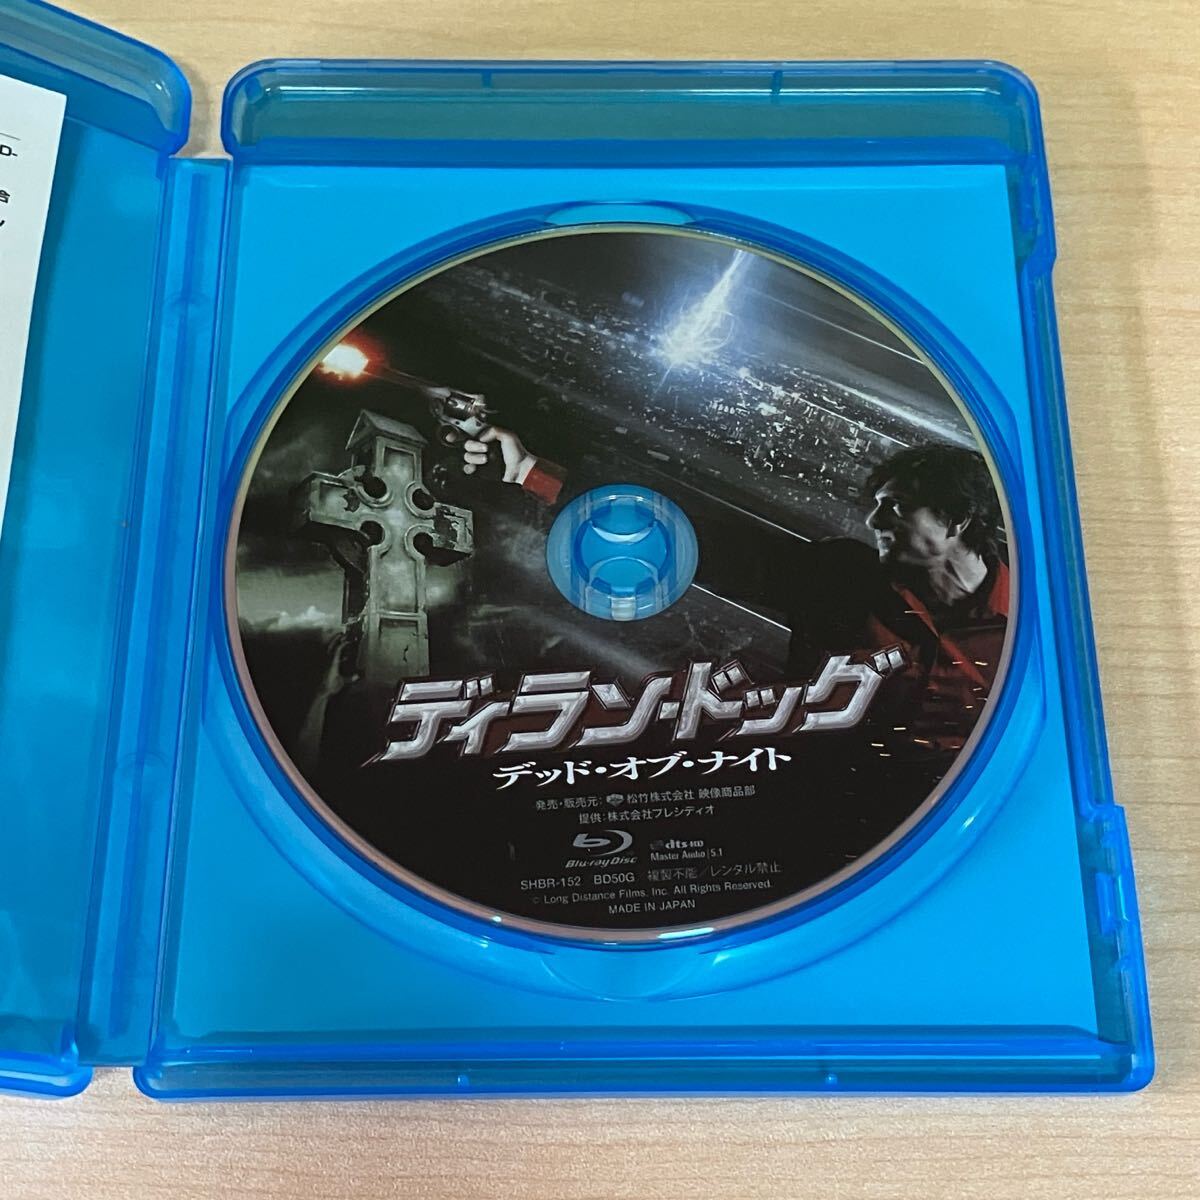 D-
合
ディラン・ドッグ
デッド・オブ・ナイト
発売・販売元: 松竹株式会社 映像商品部
提供: 株式会社プレシディオ
Blu-ray Disc
dts-HD
Master Audio 5.1
SHBR-152 BD50G/複製不能/レンタル禁止
© Long Distance Films, Inc. All Rights Reserved.
MADE IN JAPAN